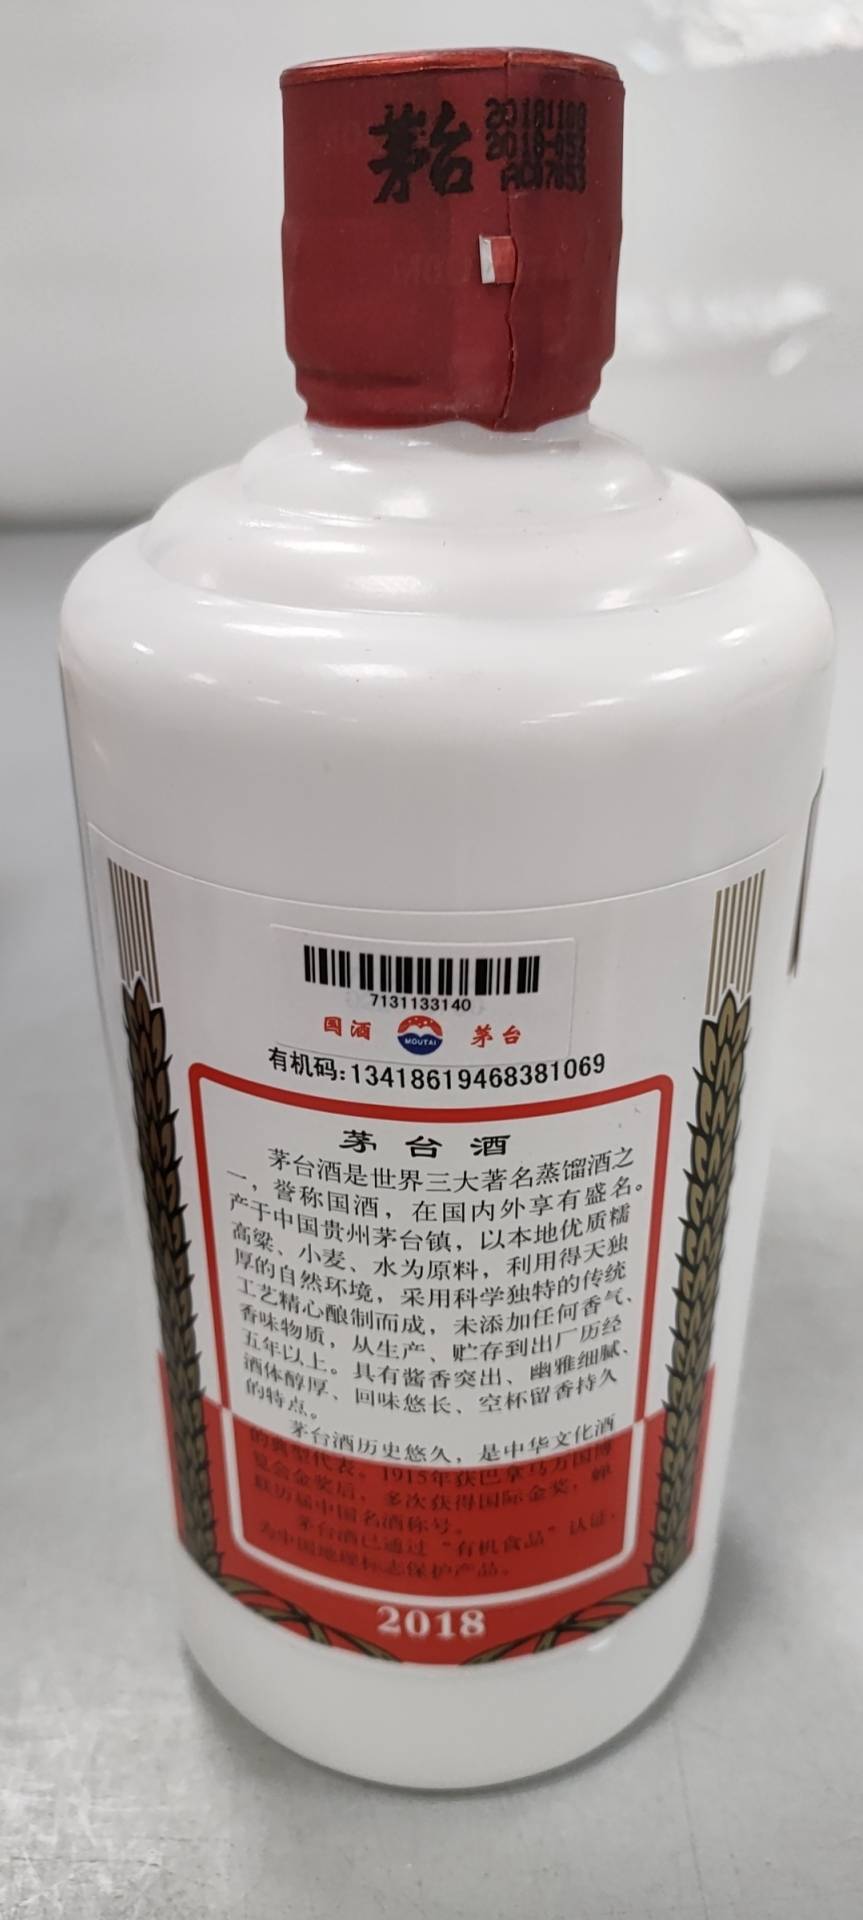 茅台
7131133140
国酒
MOUTAI
茅台
有机码:13418619468381069
茅台酒
茅台酒是世界三大著名蒸馏酒之
一，誉称国酒，在国内外享有盛名。
产于中国贵州茅台镇，以本地优质糯
高粱、小麦、水为原料，利用得天独
厚的自然环境，采用科学独特的传统
工艺精心酿制而成，未添加任何香气、
香味物质，从生产、贮存到出厂历经
五年以上。具有酱香突出、幽雅细腻、
酒体醇厚、回味悠长、空杯留香持久
的特点。
茅台酒历史悠久，是中华文化酒
的典型代表。1915年获巴拿马万国博
览会金奖后，多次获得国际金奖，蝉
联历届中国名酒称号。
茅台酒已通过“有机食品”认证，
为中国地理标志保护产品。
2018